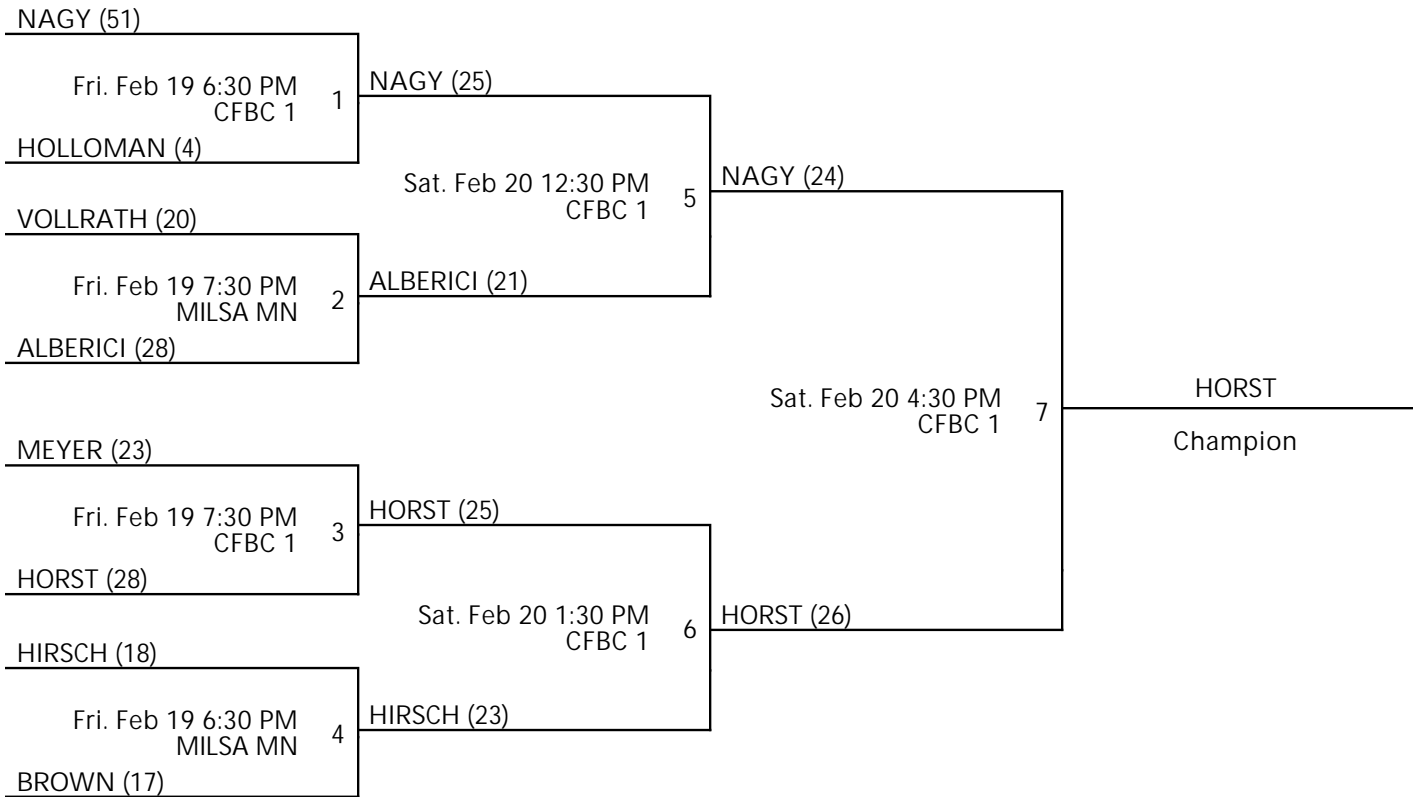 NAGY (51)
Fri. Feb 19 6:30 PM
CFBC 1
1
HOLLOMAN (4)
VOLLRATH (20)
Fri. Feb 19 7:30 PM
MILSA MN
2
ALBERICI (28)
MEYER (23)
Fri. Feb 19 7:30 PM
CFBC 1
3
HORST (28)
HIRSCH (18)
Fri. Feb 19 6:30 PM
MILSA MN
4
BROWN (17)
NAGY (25)
Sat. Feb 20 12:30 PM
CFBC 1
5
ALBERICI (21)
HORST (25)
Sat. Feb 20 1:30 PM
CFBC 1
6
HIRSCH (23)
NAGY (24)
Sat. Feb 20 4:30 PM
CFBC 1
7
HORST (26)
HORST
Champion